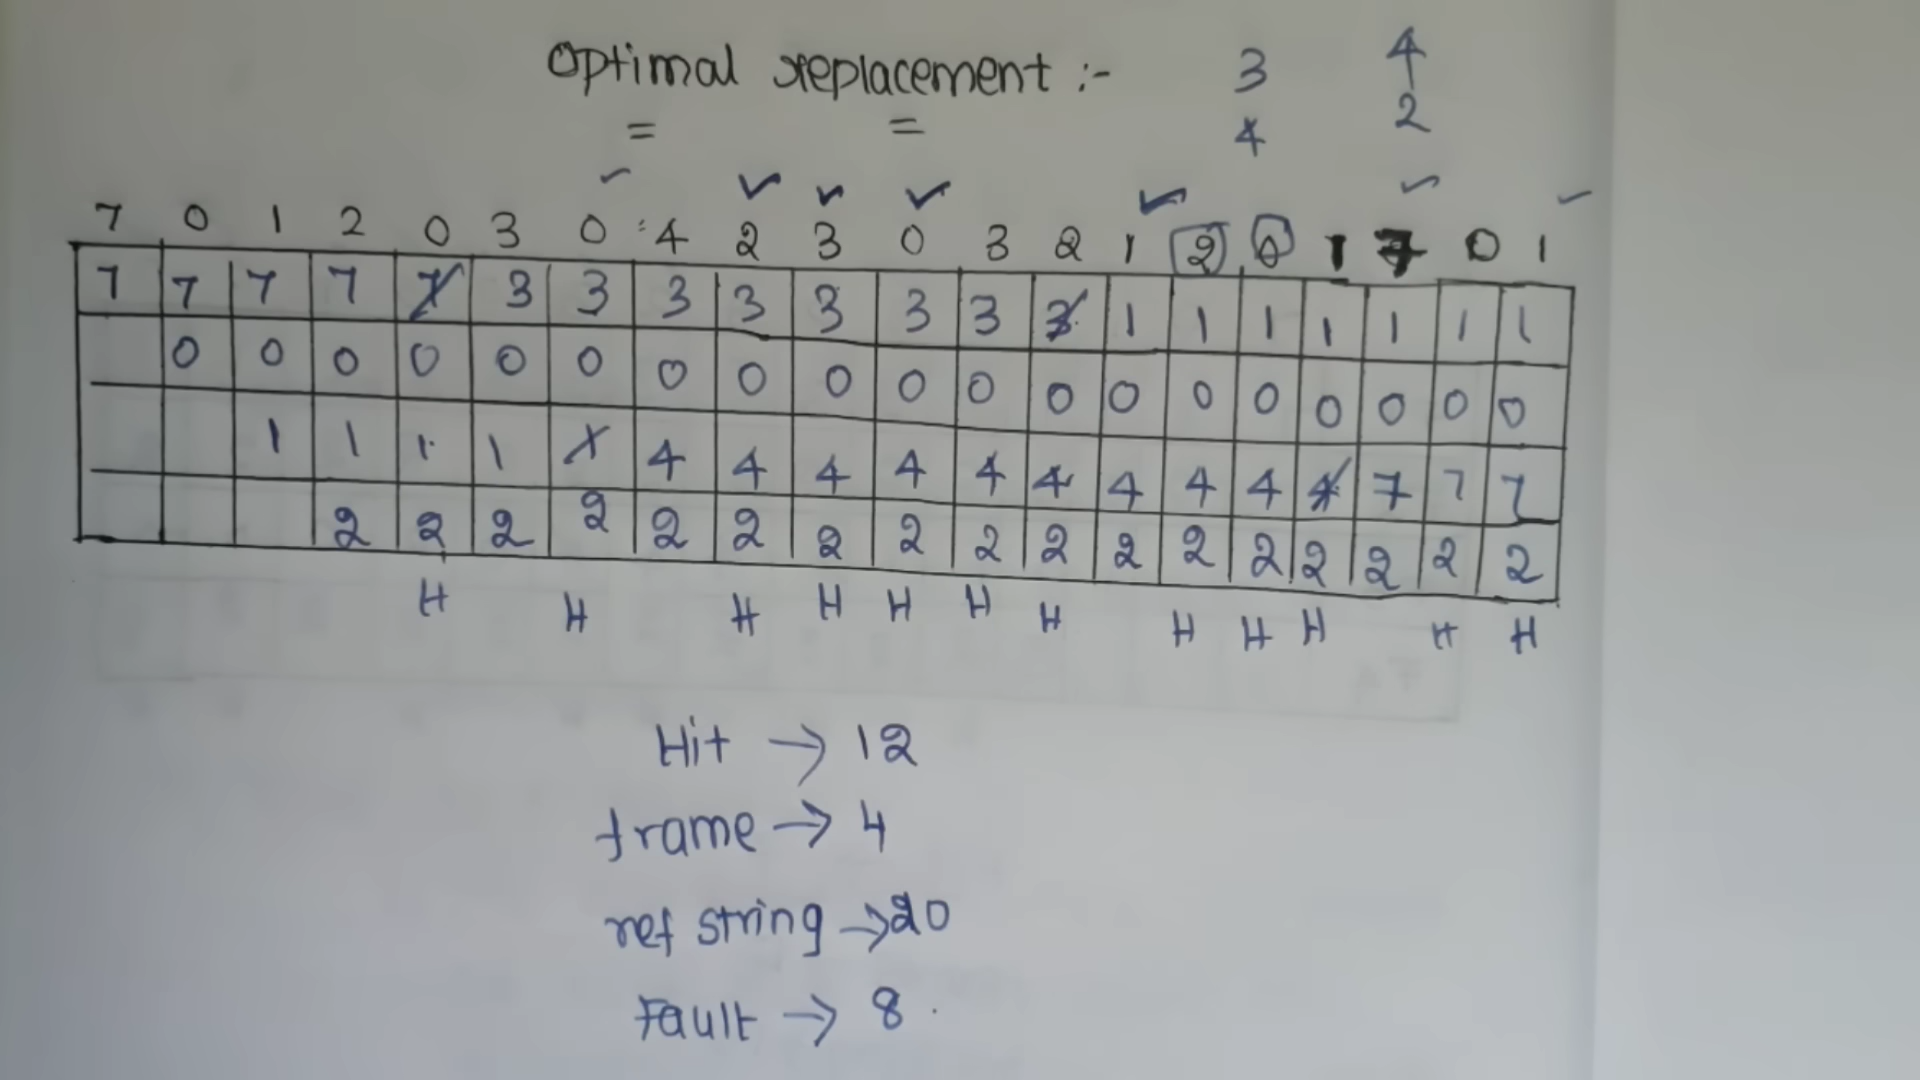 Optimal replacement :- 3 4
= = 4 2
7 0 1 2 0 3 0 4 2 3 0 3 2 1 2 0 1 7 0 1
7 7 7 7 7 3 3 3 3 3 3 3 3 1 1 1 1 1 1 1
0 0 0 0 0 0 0 0 0 0 0 0 0 0 0 0 0 0 0
1 1 1 1 1 4 4 4 4 4 4 4 4 4 4 7 7 7
2 2 2 2 2 2 2 2 2 2 2 2 2 2 2 2 2
H H H H H H H H H H H H
Hit → 12
frame → 4
ref string → 20
Fault → 8 .